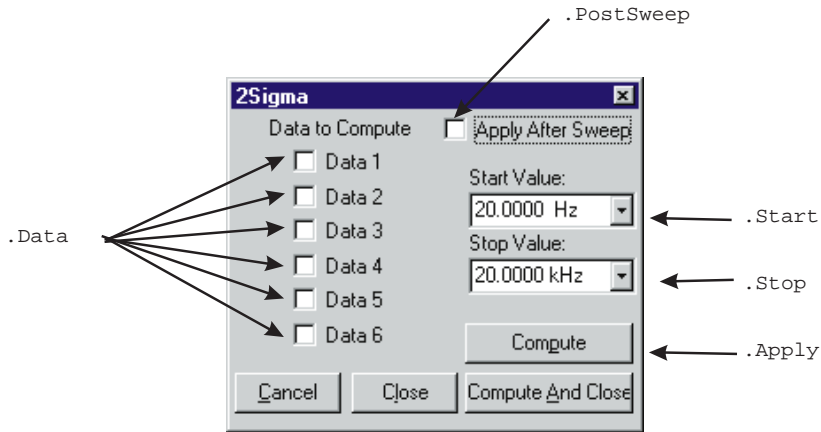 .PostSweep
2Sigma
Data to Compute
Apply After Sweep
Data 1
Data 2
Data 3
Data 4
Data 5
Data 6
.Data
Start Value:
20.0000 Hz
.Start
Stop Value:
20.0000 kHz
.Stop
Compute
.Apply
Cancel
Close
Compute And Close